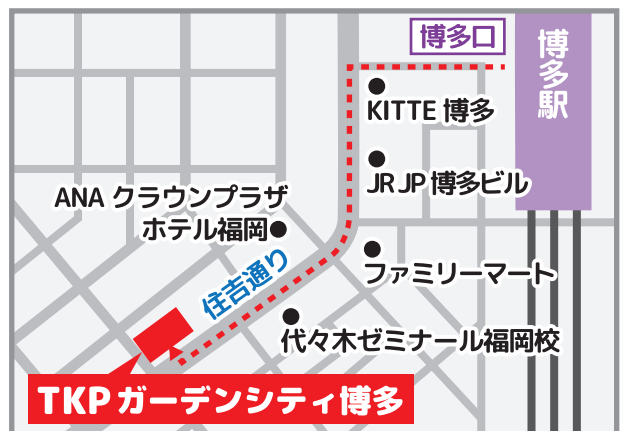 博多口
博多駅
KITTE 博多
JR JP 博多ビル
ANA クラウンプラザ
ホテル福岡
住吉通り
ファミリーマート
代々木ゼミナール福岡校
TKP ガーデンシティ博多